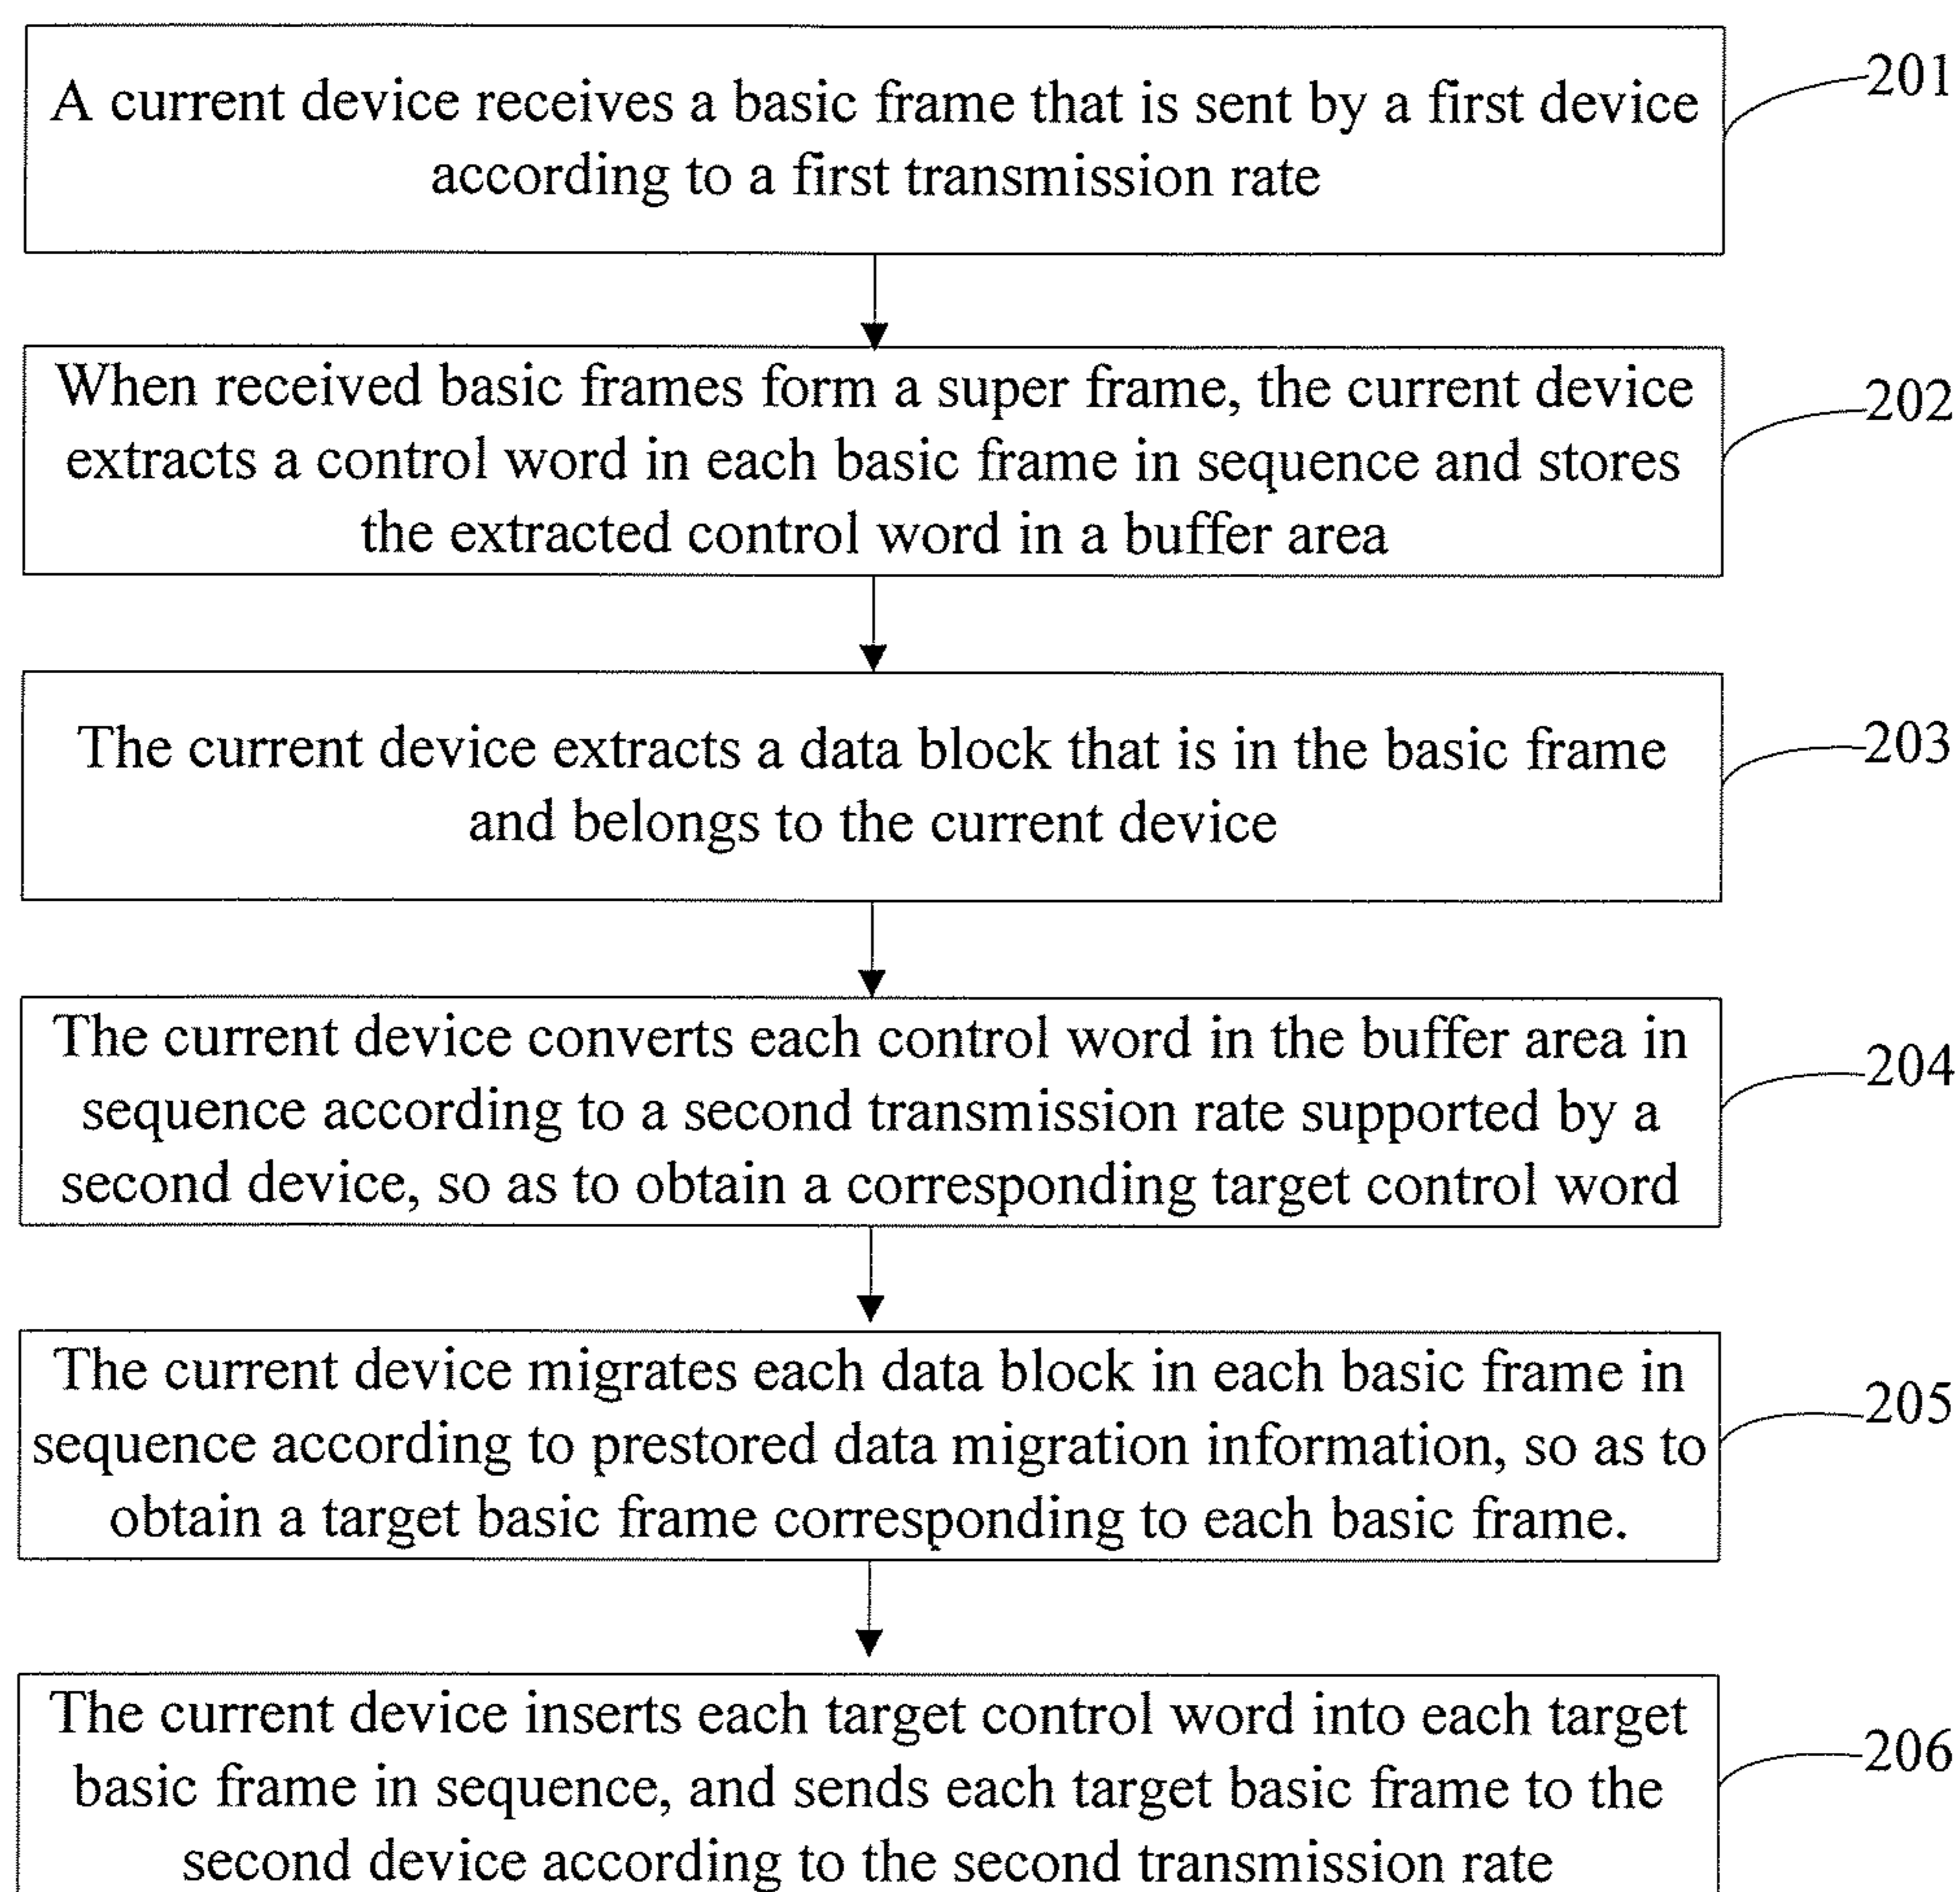 A current device receives a basic frame that is sent by a first device
according to a first transmission rate
201
When received basic frames form a super frame, the current device
extracts a control word in each basic frame in sequence and stores
the extracted control word in a buffer area
202
The current device extracts a data block that is in the basic frame
and belongs to the current device
203
The current device converts each control word in the buffer area in
sequence according to a second transmission rate supported by a
second device, so as to obtain a corresponding target control word
204
The current device migrates each data block in each basic frame in
sequence according to prestored data migration information, so as to
obtain a target basic frame corresponding to each basic frame.
205
The current device inserts each target control word into each target
basic frame in sequence, and sends each target basic frame to the
second device according to the second transmission rate
206